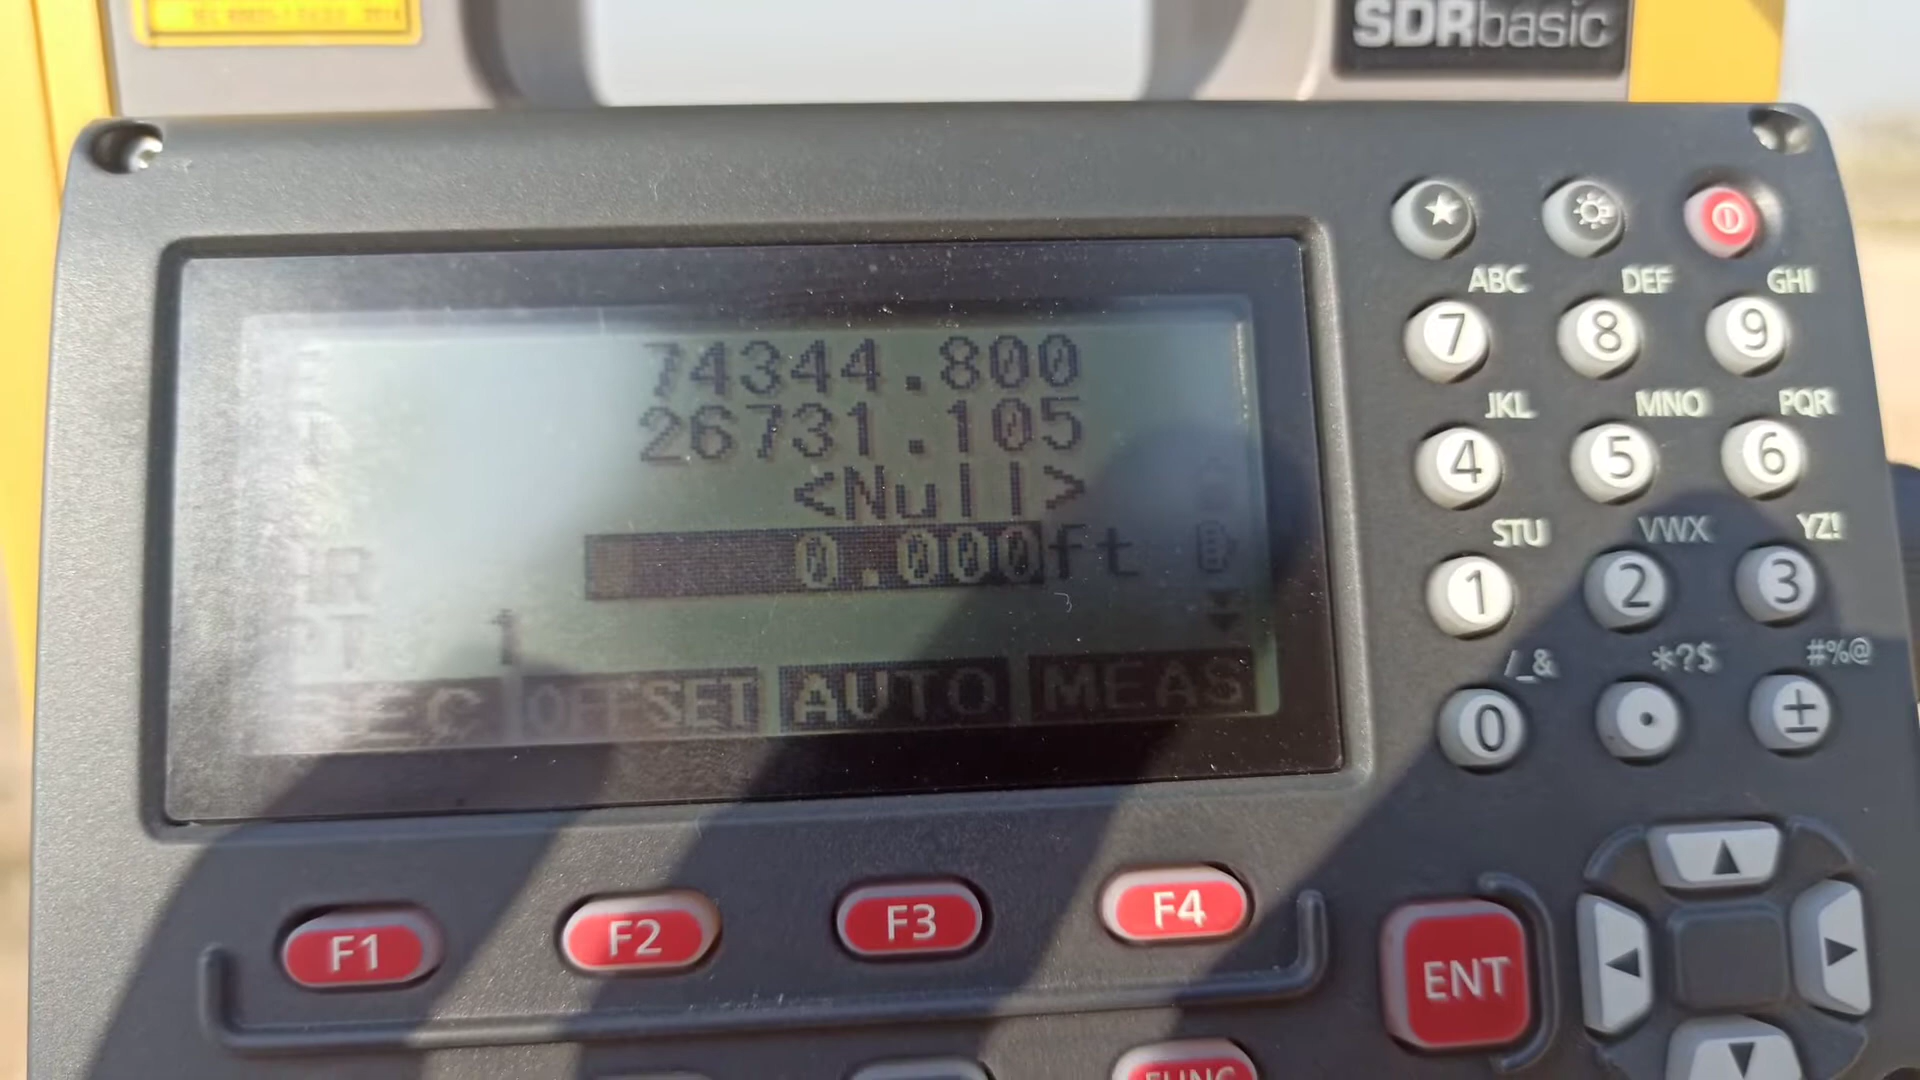 SDRbasic
74344.800
26731.105
<Null>
HR 0.000ft
PT 1
REC OFFSET AUTO MEAS
ABC DEF GHI
7 8 9
JKL MNO PQR
4 5 6
STU VWX YZ!
1 2 3
/_& *?$ #%@
0 . ±
F1 F2 F3 F4
ENT
FUNC